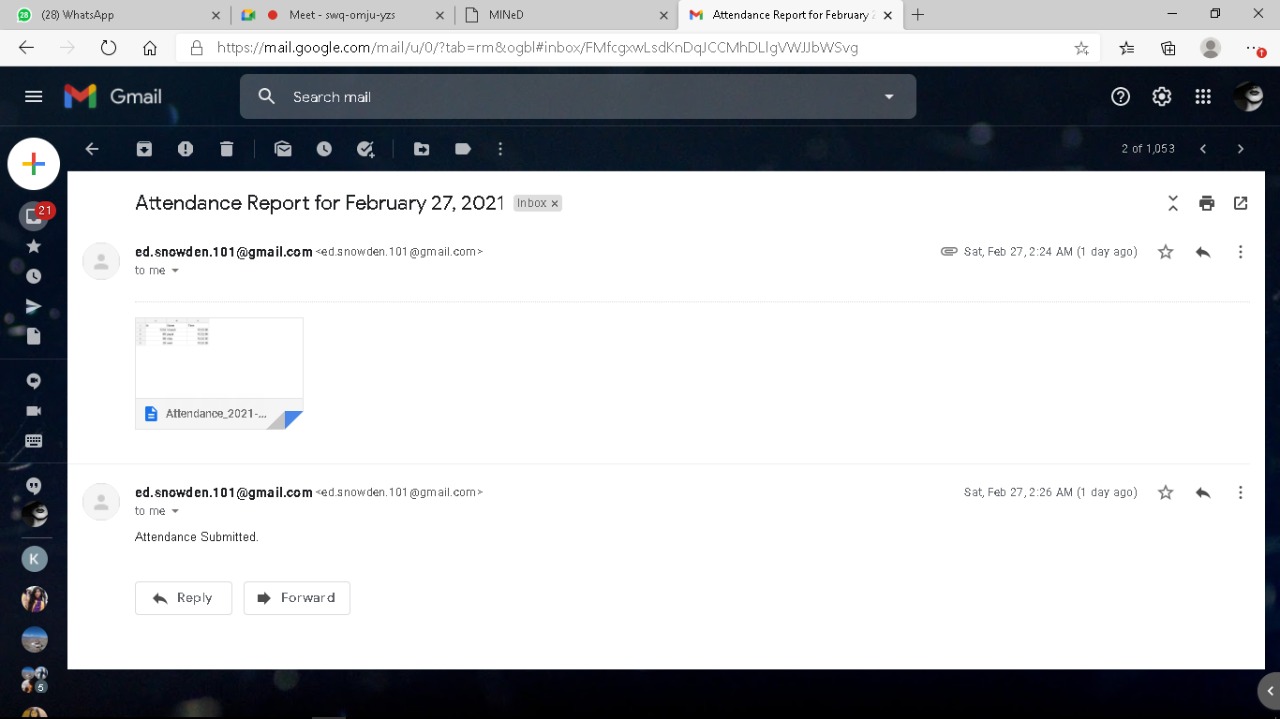 (28) WhatsApp
Meet - swq-omju-yzs
MINeD
Attendance Report for February 2
https://mail.google.com/mail/u/0/?tab=rm&ogbl#inbox/FMfcgxwLsdKnDqJCCMhDLlgVWJJbWSvg
Gmail
Search mail
2 of 1,053
21
Attendance Report for February 27, 2021
Inbox x
ed.snowden.101@gmail.com <ed.snowden.101@gmail.com>
Sat, Feb 27, 2:24 AM (1 day ago)
to me
Attendance_2021-...
ed.snowden.101@gmail.com <ed.snowden.101@gmail.com>
Sat, Feb 27, 2:26 AM (1 day ago)
to me
Attendance Submitted.
Reply
Forward
K
5